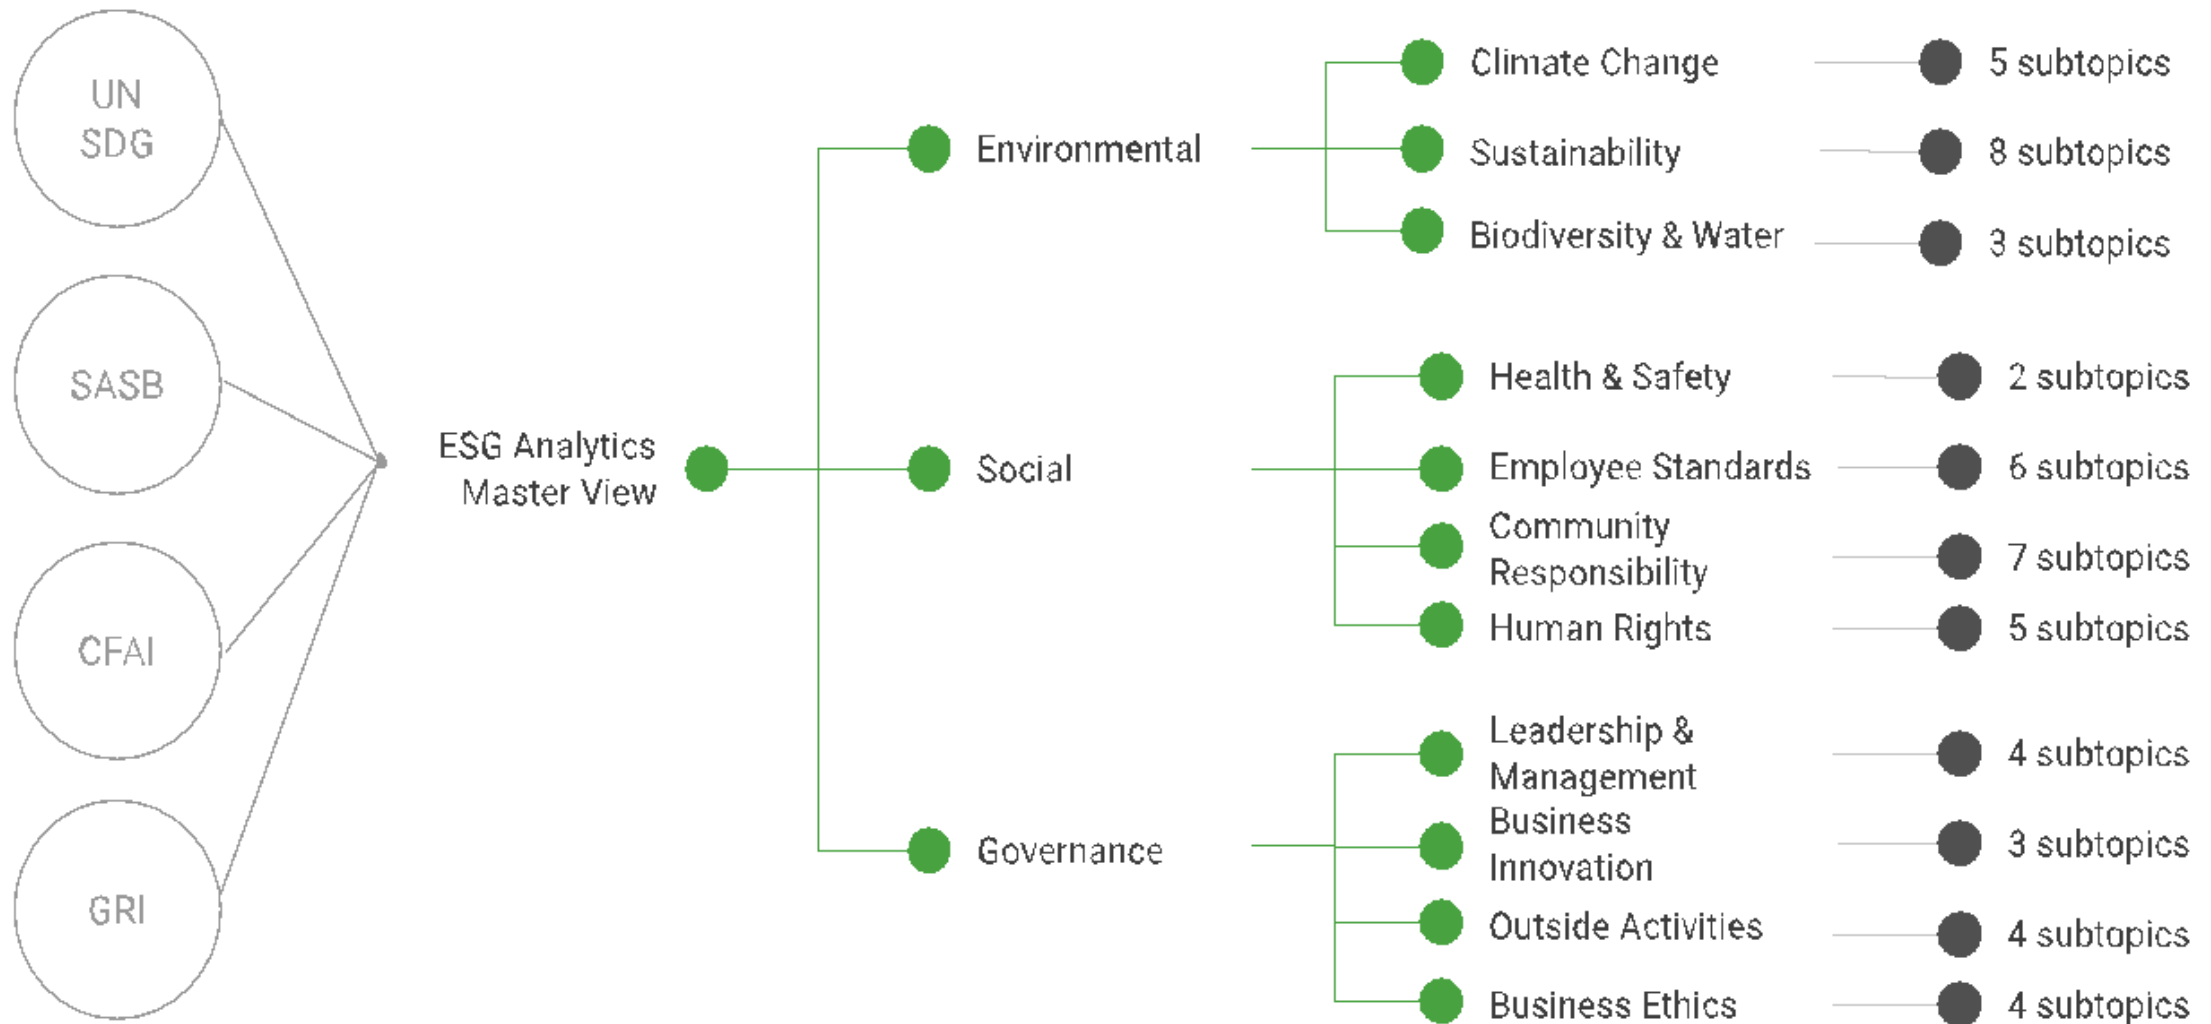 UN
SDG
SASB
CFAI
GRI
ESG Analytics
Master View
Environmental
Climate Change
5 subtopics
Sustainability
8 subtopics
Biodiversity & Water
3 subtopics
Social
Health & Safety
2 subtopics
Employee Standards
6 subtopics
Community
Responsibility
7 subtopics
Human Rights
5 subtopics
Governance
Leadership &
Management
4 subtopics
Business
Innovation
3 subtopics
Outside Activities
4 subtopics
Business Ethics
4 subtopics